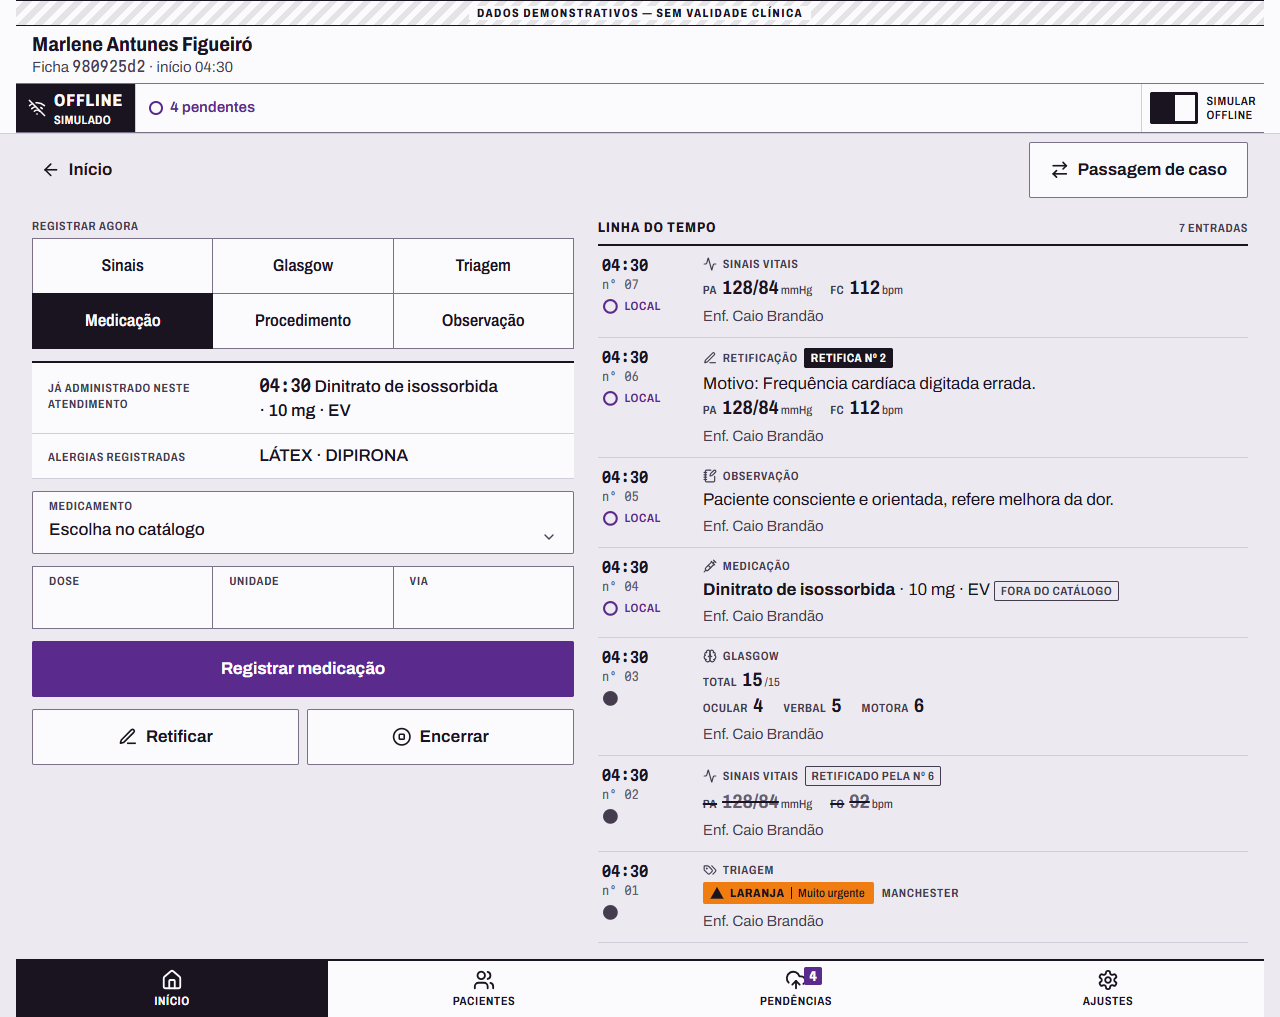 DADOS DEMONSTRATIVOS — SEM VALIDADE CLÍNICA
Marlene Antunes Figueiró
Ficha 980925d2 · início 04:30
OFFLINE
SIMULADO
4 pendentes
SIMULAR
OFFLINE
Início
Passagem de caso
REGISTRAR AGORA
Sinais
Glasgow
Triagem
Medicação
Procedimento
Observação
JÁ ADMINISTRADO NESTE
ATENDIMENTO
04:30 Dinitrato de isossorbida
· 10 mg · EV
ALERGIAS REGISTRADAS
LÁTEX · DIPIRONA
MEDICAMENTO
Escolha no catálogo
DOSE
UNIDADE
VIA
Registrar medicação
Retificar
Encerrar
LINHA DO TEMPO
7 ENTRADAS
04:30
nº 07
LOCAL
SINAIS VITAIS
PA 128/84 mmHg FC 112 bpm
Enf. Caio Brandão
04:30
nº 06
LOCAL
RETIFICAÇÃO RETIFICA Nº 2
Motivo: Frequência cardíaca digitada errada.
PA 128/84 mmHg FC 112 bpm
Enf. Caio Brandão
04:30
nº 05
LOCAL
OBSERVAÇÃO
Paciente consciente e orientada, refere melhora da dor.
Enf. Caio Brandão
04:30
nº 04
LOCAL
MEDICAÇÃO
Dinitrato de isossorbida · 10 mg · EV FORA DO CATÁLOGO
Enf. Caio Brandão
04:30
nº 03
GLASGOW
TOTAL 15 /15
OCULAR 4 VERBAL 5 MOTORA 6
Enf. Caio Brandão
04:30
nº 02
SINAIS VITAIS RETIFICADO PELA Nº 6
PA 128/84 mmHg FC 92 bpm
Enf. Caio Brandão
04:30
nº 01
TRIAGEM
LARANJA | Muito urgente MANCHESTER
Enf. Caio Brandão
INÍCIO
PACIENTES
4
PENDÊNCIAS
AJUSTES